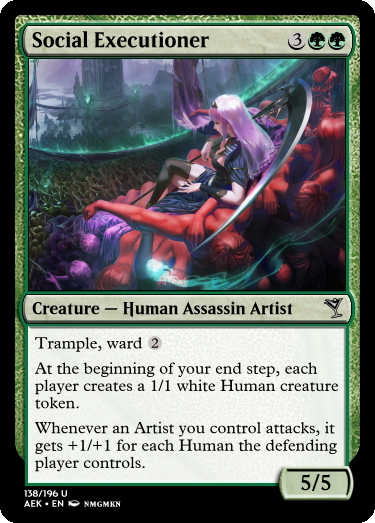 Social Executioner 3
Creature — Human Assassin Artist
Trample, ward 2
At the beginning of your end step, each
player creates a 1/1 white Human creature
token.
Whenever an Artist you control attacks, it
gets +1/+1 for each Human the defending
player controls.
5/5
138/196 U
AEK • EN NMGMKN